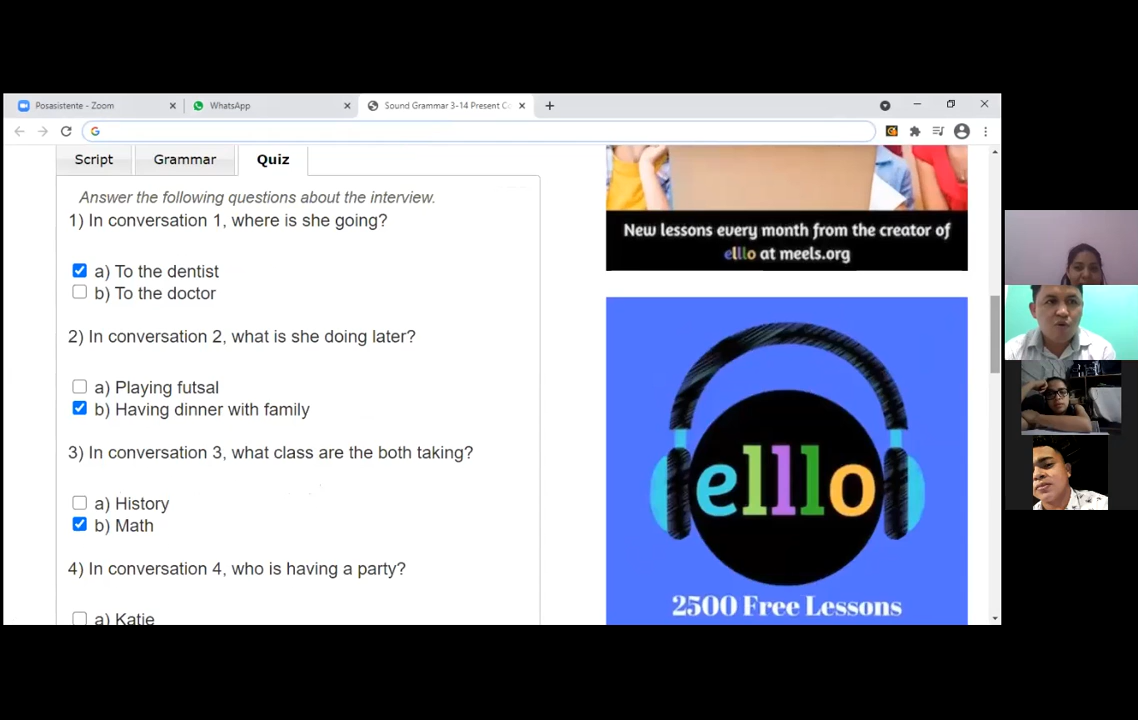 Posasistente - Zoom
WhatsApp
Sound Grammar 3-14 Present Co
Script
Grammar
Quiz
Answer the following questions about the interview.
1) In conversation 1, where is she going?
a) To the dentist
b) To the doctor
2) In conversation 2, what is she doing later?
a) Playing futsal
b) Having dinner with family
3) In conversation 3, what class are the both taking?
a) History
b) Math
4) In conversation 4, who is having a party?
a) Katie
New lessons every month from the creator of
elllo at meels.org
elllo
2500 Free Lessons